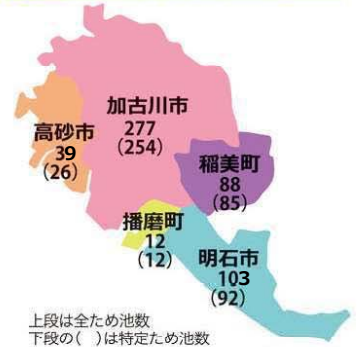 加古川市
277
(254)
高砂市
39
(26)
稲美町
88
(85)
播磨町
12
(12)
明石市
103
(92)
上段は全ため池数
下段の( )は特定ため池数